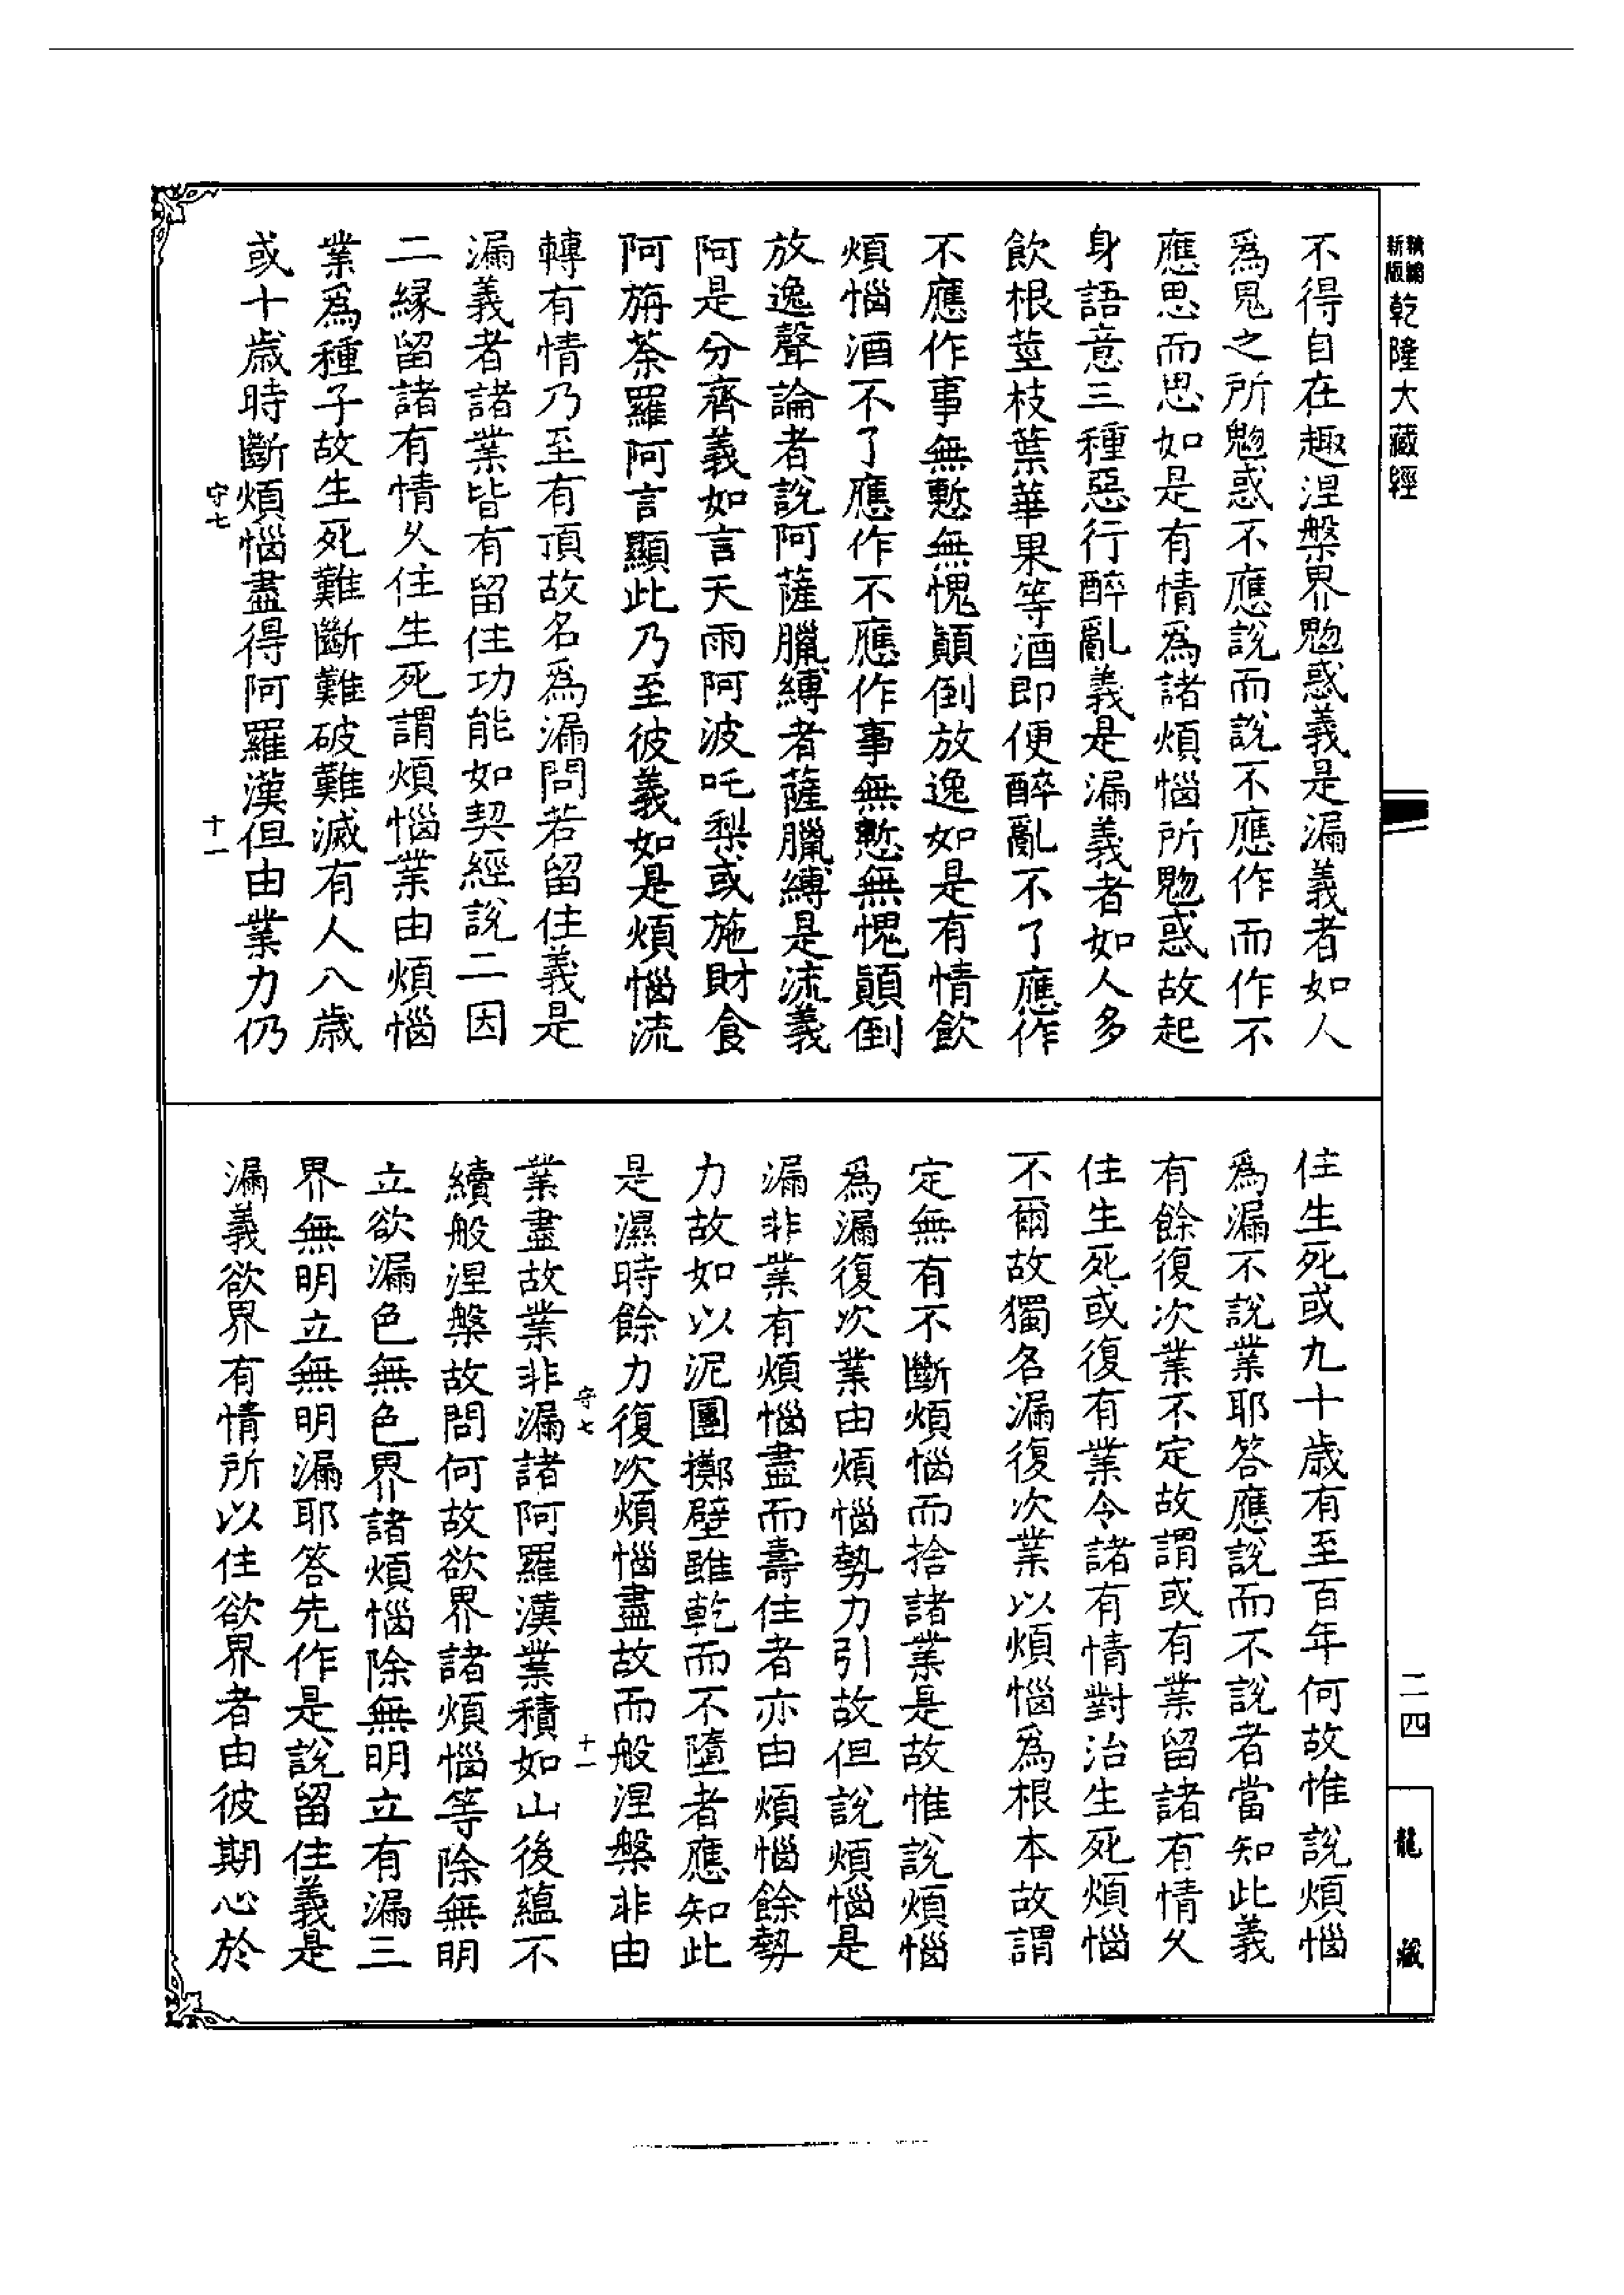 新編
新版
乾隆大藏經
不得自在趣涅槃界魅惑義是漏義者如人
爲鬼之所魅惑不應說而說不應作而作不
應思而思如是有情爲諸煩惱所魅惑故起
身語意三種惡行醉亂義是漏義者如人多
飲根莖枝葉華果等酒即便醉亂不了應作
不應作事無慙無愧顛倒放逸如是有情飲
煩惱酒不了應作不應作事無慙無愧顛倒
放逸聲論者說阿薩臘縛者薩臘縛是流義
阿是分齊義如言天雨阿波吒梨或施財食
阿旃荼羅阿言顯此乃至彼義如是煩惱流
轉有情乃至有頂故名爲漏問若留住義是
漏義者諸業皆有留住功能如契經說二因
二緣留諸有情久住生死謂煩惱業由煩惱
業爲種子故生死難斷難破難滅有人八歲
或十歲時斷煩惱盡得阿羅漢但由業力仍
守七
十一
住生死或九十歲有至百年何故惟說煩惱
爲漏不說業耶答應說而不說者當知此義
有餘復次業不定故謂或有業留諸有情久
住生死或復有業令諸有情對治生死煩惱
不爾故獨名漏復次業以煩惱爲根本故謂
定無有不斷煩惱而捨諸業是故惟說煩惱
爲漏復次業由煩惱勢力引故但說煩惱是
漏非業有煩惱盡而壽住者亦由煩惱餘勢
力故如以泥團擲壁雖乾而不墮者應知此
是濕時餘力復次煩惱盡故而般涅槃非由
守七
十一
業盡故業非漏諸阿羅漢業積如山後蘊不
續般涅槃故問何故欲界諸煩惱等除無明
立欲漏色無色界諸煩惱除無明立有漏三
界無明立無明漏耶答先作是說留住義是
漏義欲界有情所以住欲界者由彼期心於
二四
龍藏